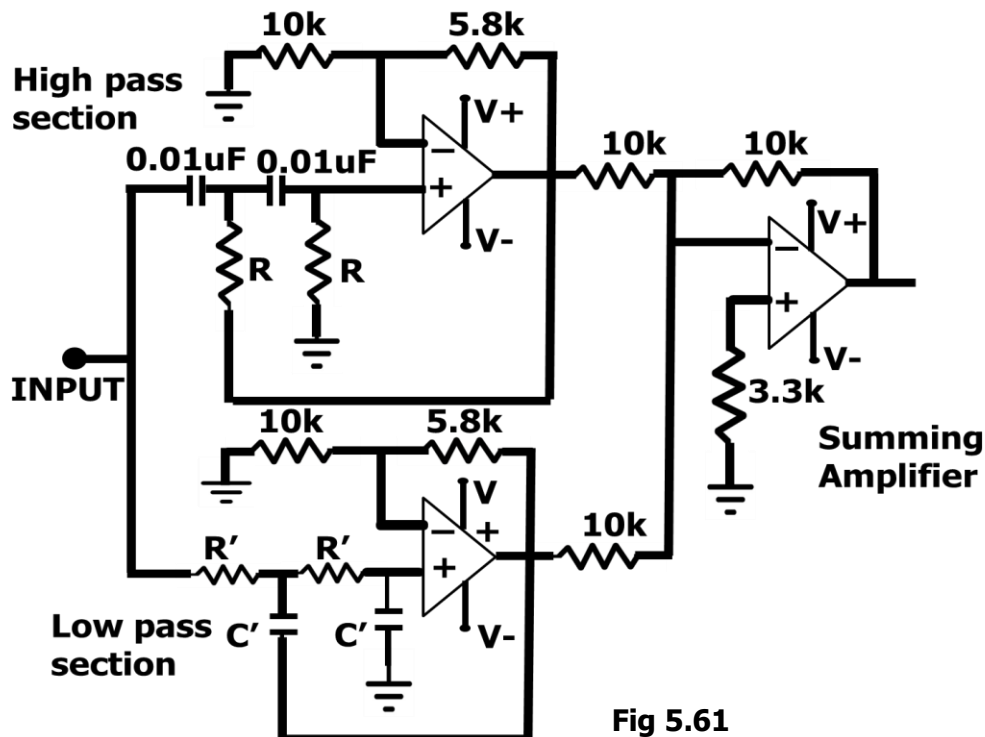 10k
5.8k
High pass
section
V+
0.01uF
0.01uF
−
+
V-
10k
10k
R
R
V+
−
+
V-
INPUT
3.3k
10k
5.8k
Summing
Amplifier
V
+
−
+
10k
R’
R’
V-
Low pass
section
C’
C’
Fig 5.61